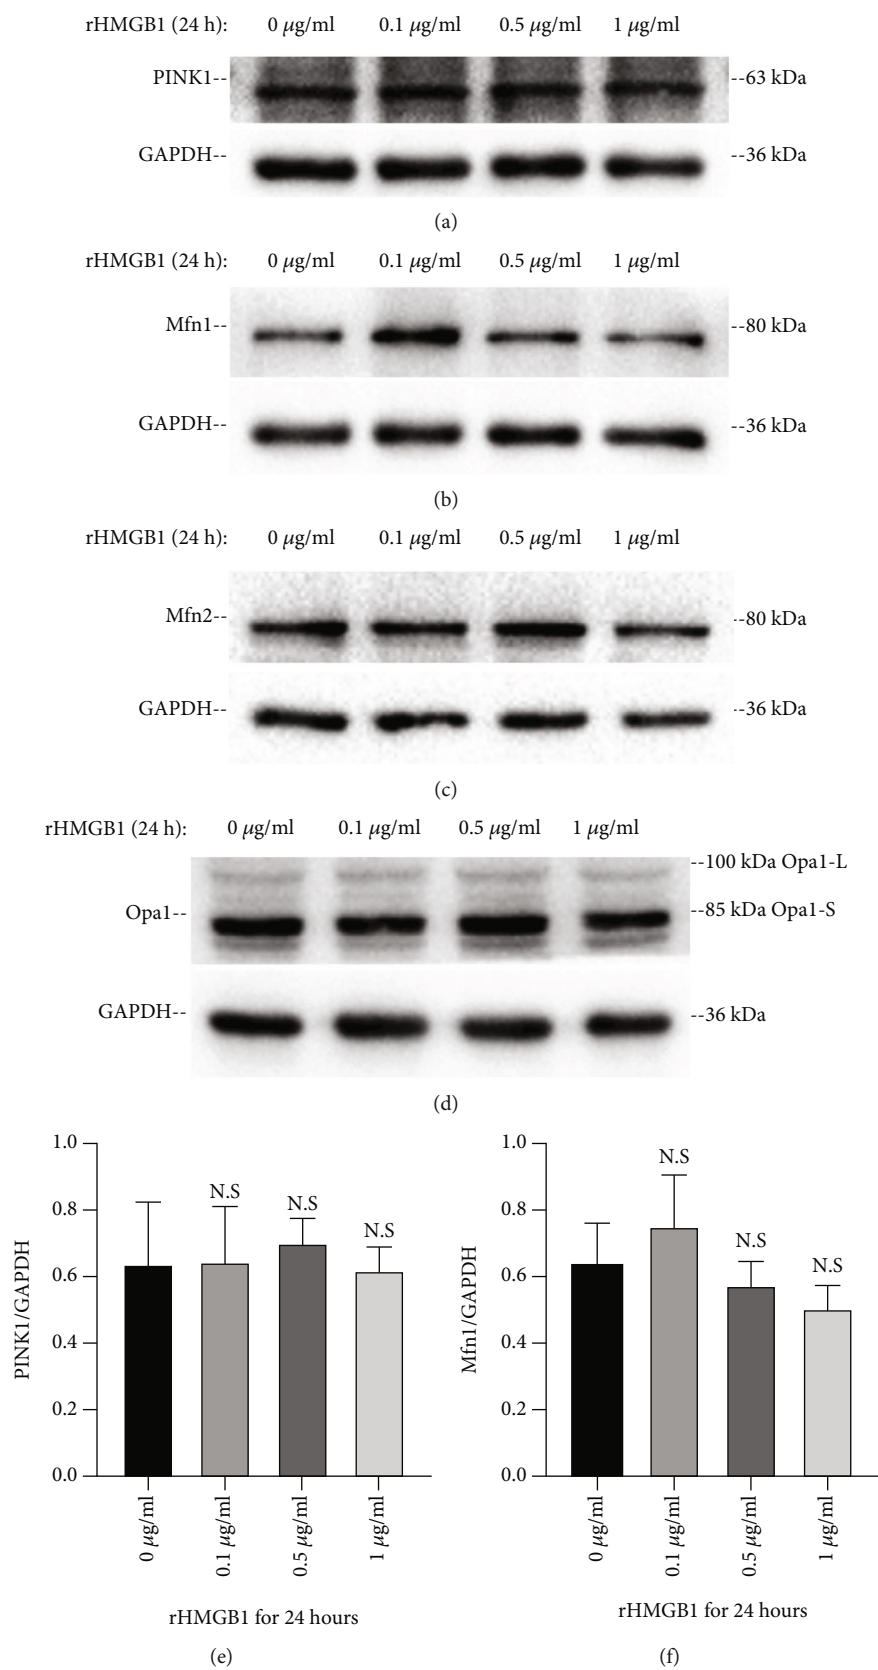 rHMGB1 (24 h): 0 μg/ml 0.1 μg/ml 0.5 μg/ml 1 μg/ml
PINK1-- --63 kDa
GAPDH-- --36 kDa
(a)
rHMGB1 (24 h): 0 μg/ml 0.1 μg/ml 0.5 μg/ml 1 μg/ml
Mfn1-- --80 kDa
GAPDH-- --36 kDa
(b)
rHMGB1 (24 h): 0 μg/ml 0.1 μg/ml 0.5 μg/ml 1 μg/ml
Mfn2-- --80 kDa
GAPDH-- --36 kDa
(c)
rHMGB1 (24 h): 0 μg/ml 0.1 μg/ml 0.5 μg/ml 1 μg/ml
--100 kDa Opa1-L
Opa1-- --85 kDa Opa1-S
GAPDH-- --36 kDa
(d)
PINK1/GAPDH
1.0
0.8
0.6
0.4
0.2
0.0
N.S
N.S
N.S
0 μg/ml
0.1 μg/ml
0.5 μg/ml
1 μg/ml
rHMGB1 for 24 hours
(e)
Mfn1/GAPDH
1.0
0.8
0.6
0.4
0.2
0.0
N.S
N.S
N.S
0 μg/ml
0.1 μg/ml
0.5 μg/ml
1 μg/ml
rHMGB1 for 24 hours
(f)